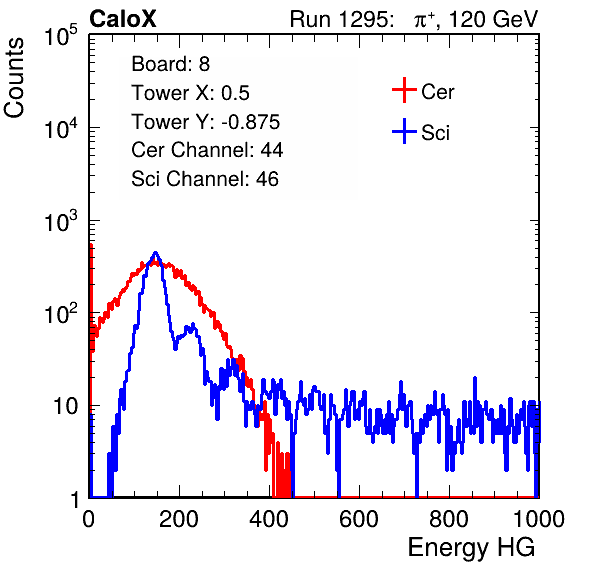 CaloX Run 1295: π⁺, 120 GeV
Counts
10⁵
10⁴
10³
10²
10
1
Board: 8
Tower X: 0.5
Tower Y: -0.875
Cer Channel: 44
Sci Channel: 46
Cer
Sci
0 200 400 600 800 1000
Energy HG